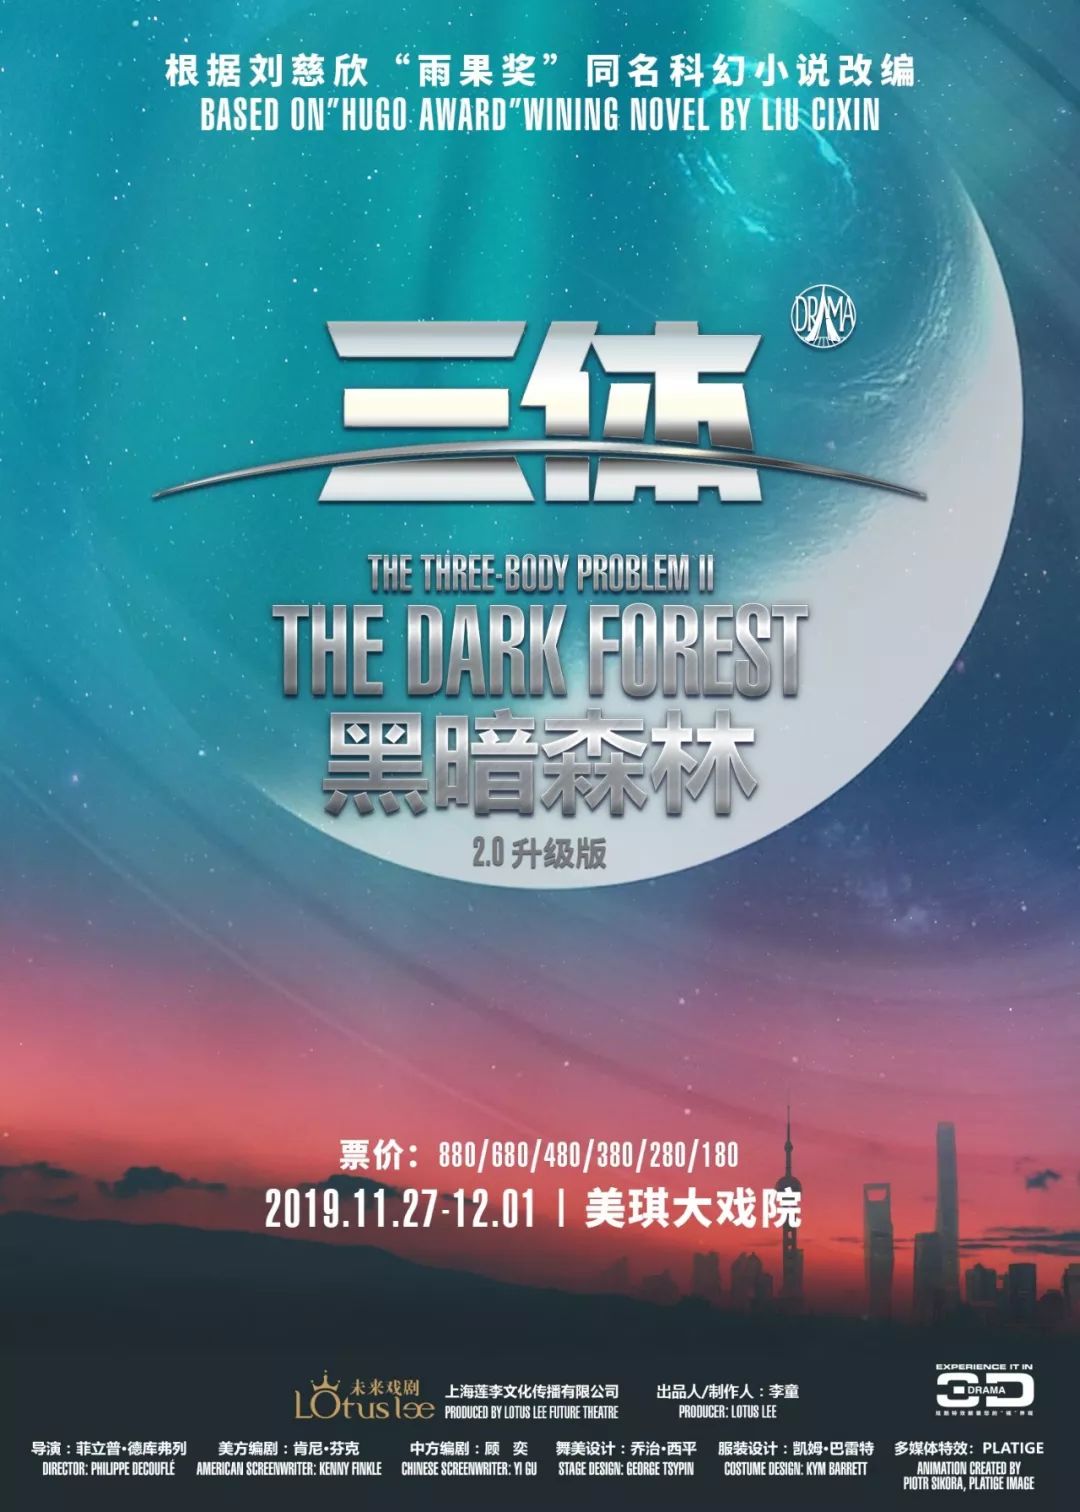 根据刘慈欣“雨果奖”同名科幻小说改编
BASED ON"HUGO AWARD"WINING NOVEL BY LIU CIXIN
DRAMA
三体
THE THREE-BODY PROBLEM II
THE DARK FOREST
黑暗森林
2.0 升级版
票价：880/680/480/380/280/180
2019.11.27-12.01 | 美琪大戏院
未来戏剧
LOtus lee
上海莲李文化传播有限公司
PRODUCED BY LOTUS LEE FUTURE THEATRE
出品人/制作人：李童
PRODUCER: LOTUS LEE
EXPERIENCE IT IN
3D
DRAMA
导演：菲立普·德库弗列
DIRECTOR: PHILIPPE DECOUFLÉ
美方编剧：肯尼·芬克
AMERICAN SCREENWRITER: KENNY FINKLE
中方编剧：顾 奕
CHINESE SCREENWRITER: YI GU
舞美设计：乔治·西平
STAGE DESIGN: GEORGE TSYPIN
服装设计：凯姆·巴雷特
COSTUME DESIGN: KYM BARRETT
多媒体特效：PLATIGE
ANIMATION CREATED BY
PIOTR SIKORA, PLATIGE IMAGE